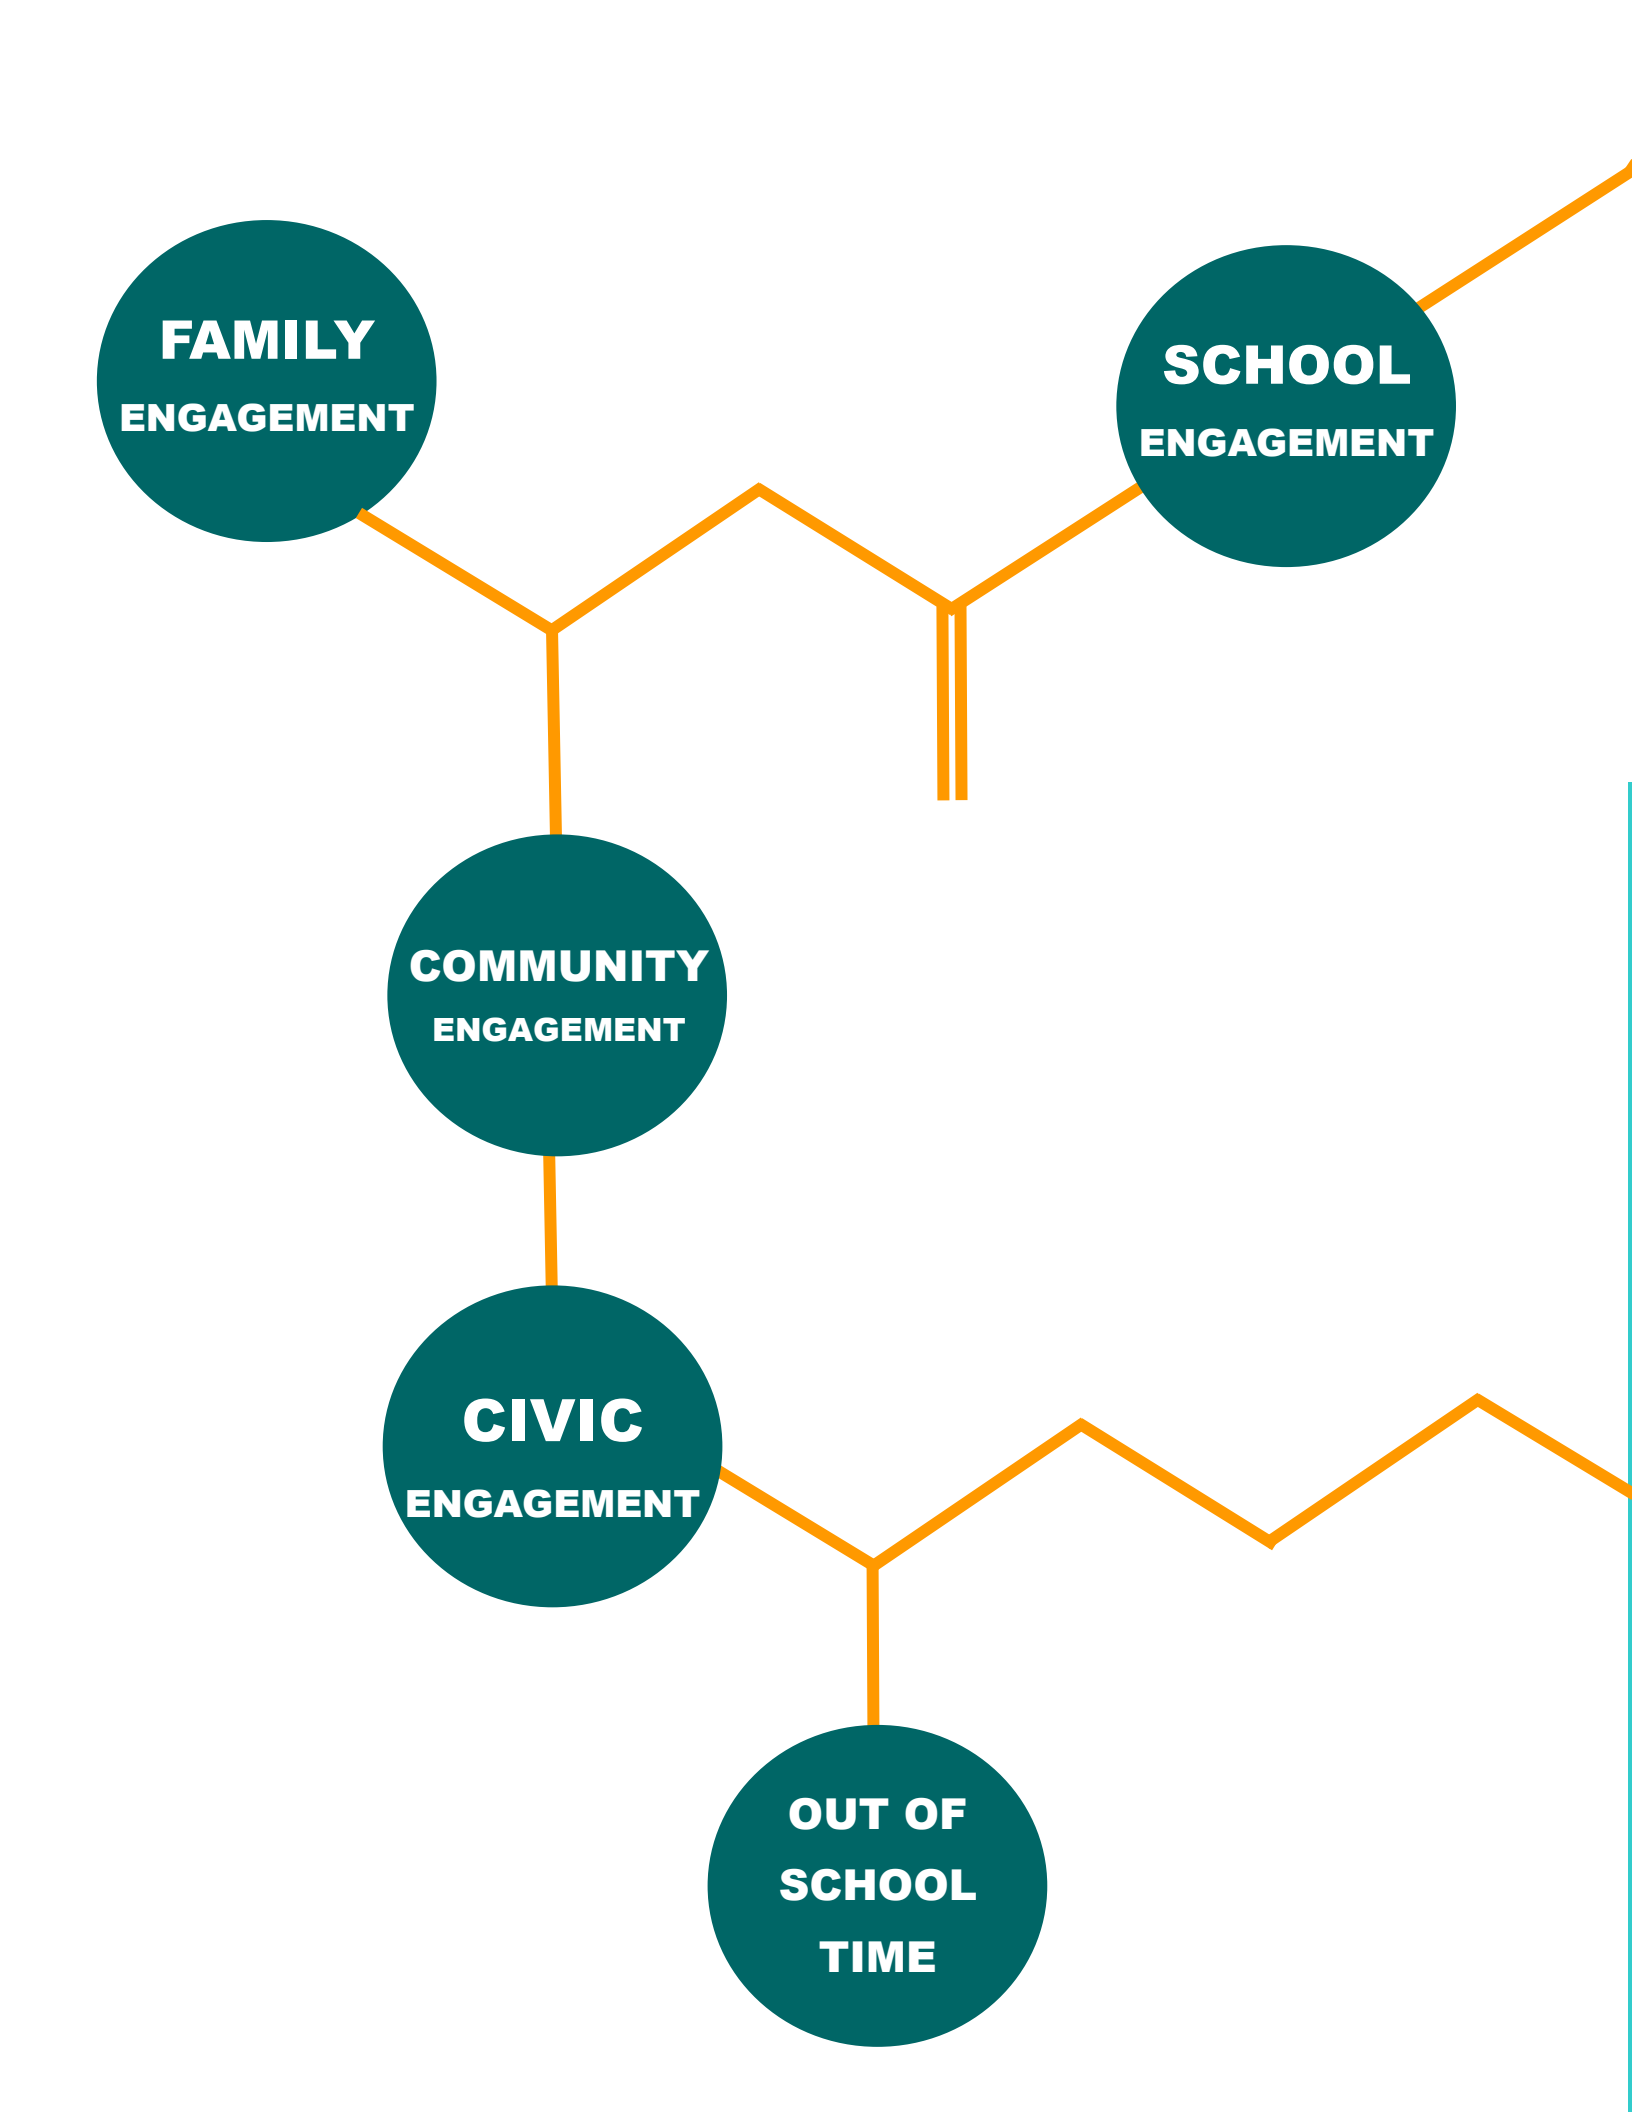 FAMILY
ENGAGEMENT
SCHOOL
ENGAGEMENT
COMMUNITY
ENGAGEMENT
CIVIC
ENGAGEMENT
OUT OF
SCHOOL
TIME